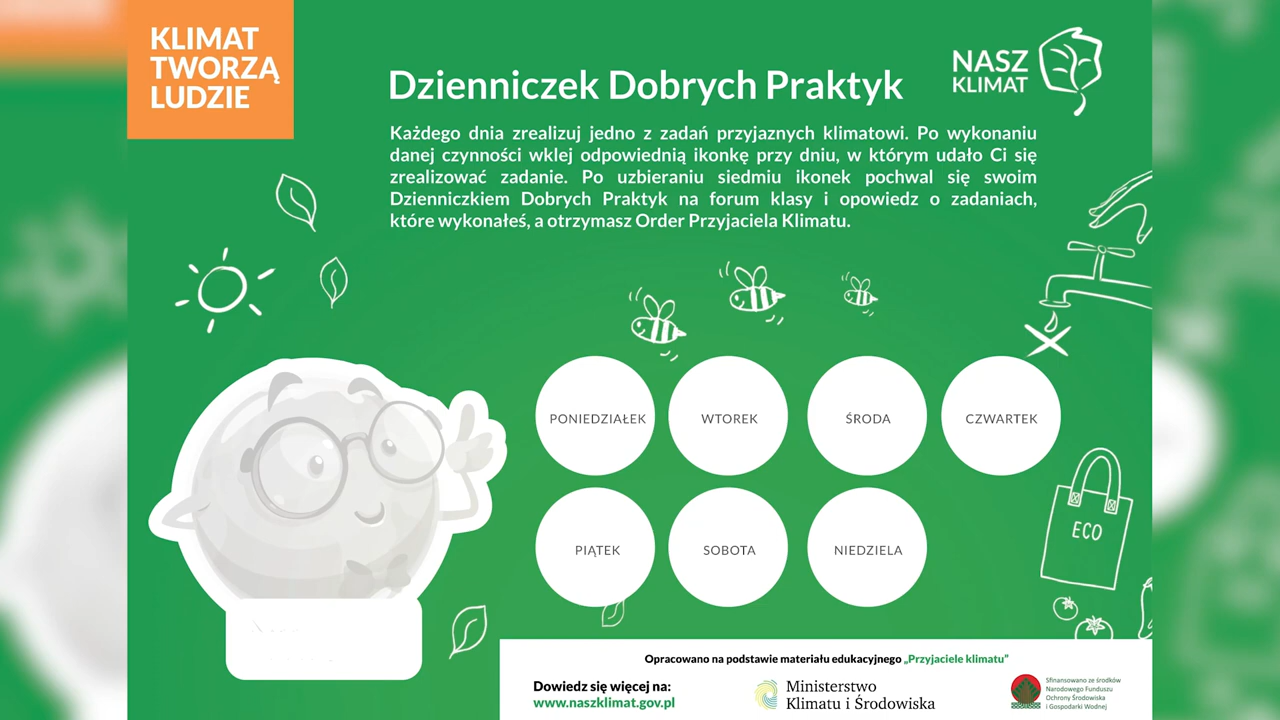 KLIMAT
TWORZĄ
LUDZIE
Dzienniczek Dobrych Praktyk
NASZ
KLIMAT
Każdego dnia zrealizuj jedno z zadań przyjaznych klimatowi. Po wykonaniu
danej czynności wklej odpowiednią ikonkę przy dniu, w którym udało Ci się
zrealizować zadanie. Po uzbieraniu siedmiu ikonek pochwal się swoim
Dzienniczkiem Dobrych Praktyk na forum klasy i opowiedz o zadaniach,
które wykonałeś, a otrzymasz Order Przyjaciela Klimatu.
PONIEDZIAŁEK
WTOREK
ŚRODA
CZWARTEK
PIĄTEK
SOBOTA
NIEDZIELA
ECO
Opracowano na podstawie materiału edukacyjnego „Przyjaciele klimatu"
Dowiedz się więcej na:
www.naszklimat.gov.pl
Ministerstwo
Klimatu i Środowiska
Sfinansowano ze środków
Narodowego Funduszu
Ochrony Środowiska
i Gospodarki Wodnej